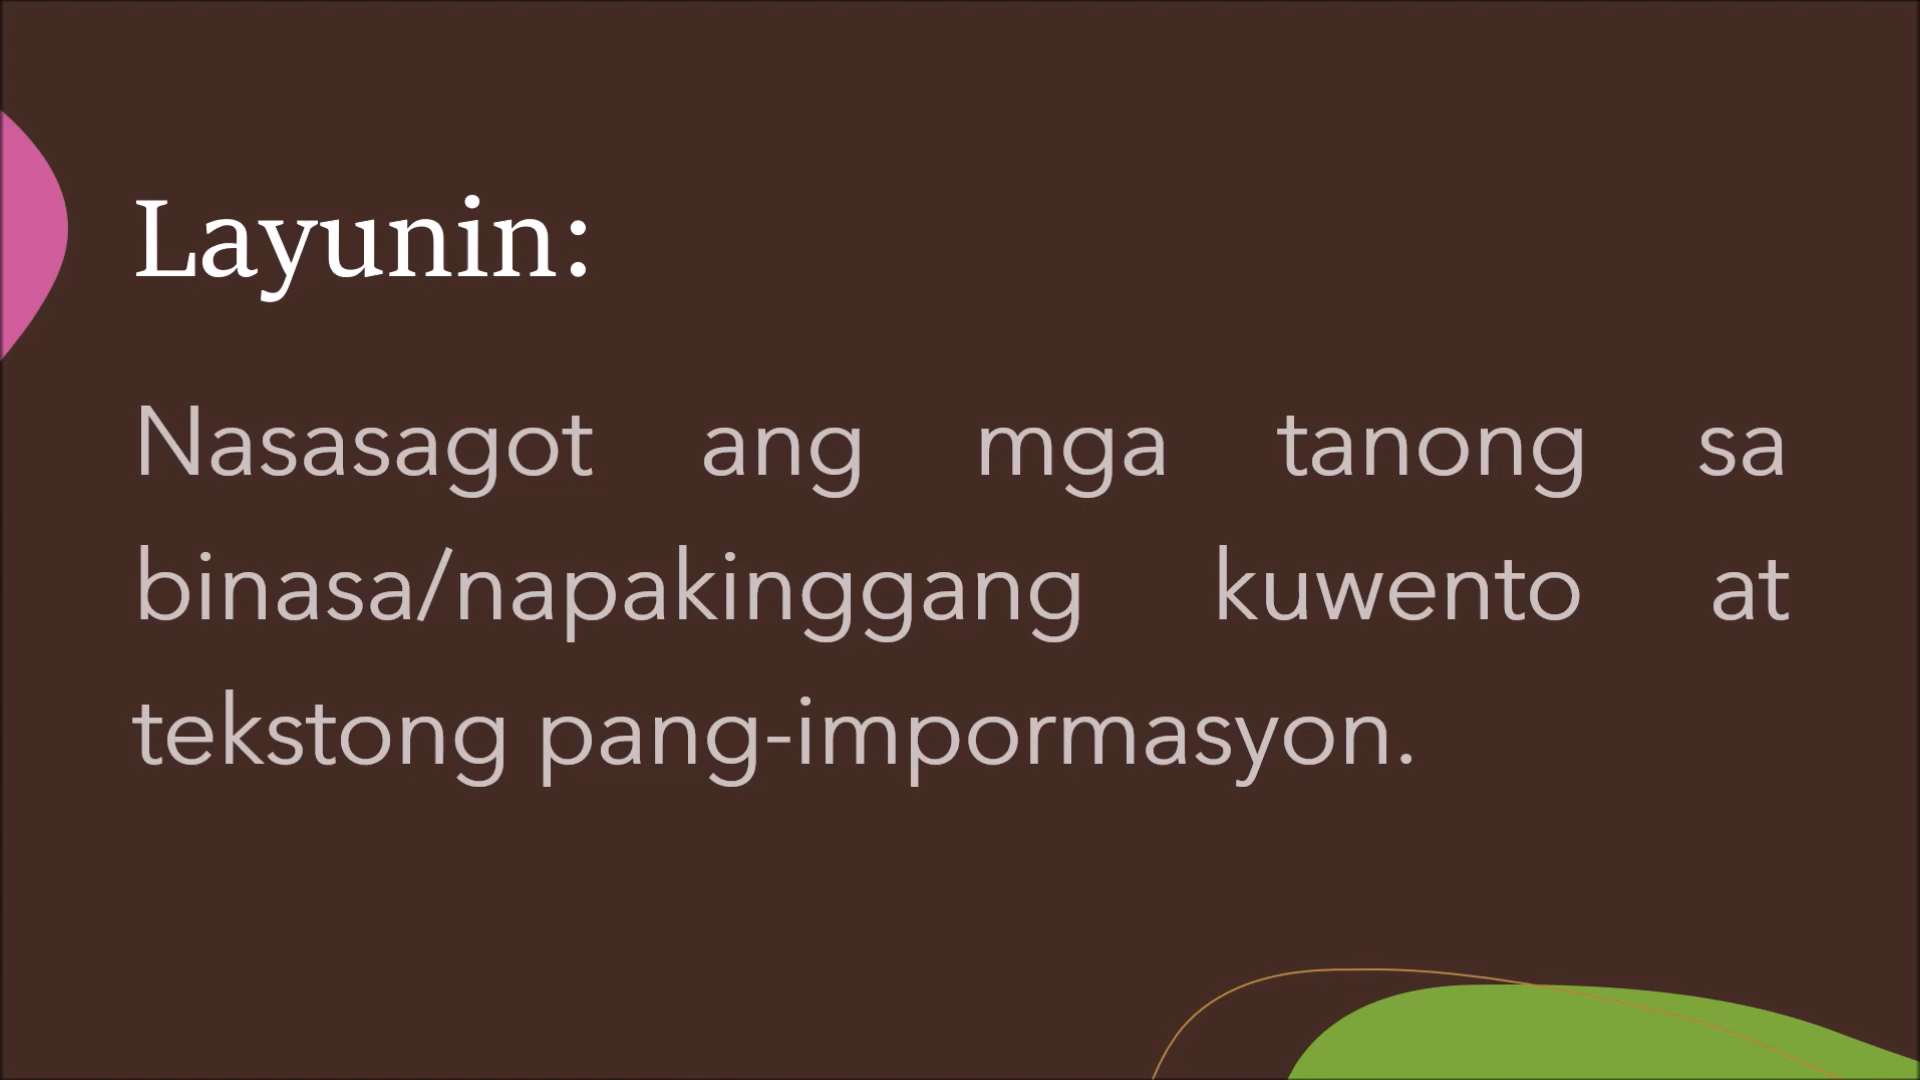 Layunin:
Nasasagot ang mga tanong sa
binasa/napakinggang kuwento at
tekstong pang-impormasyon.